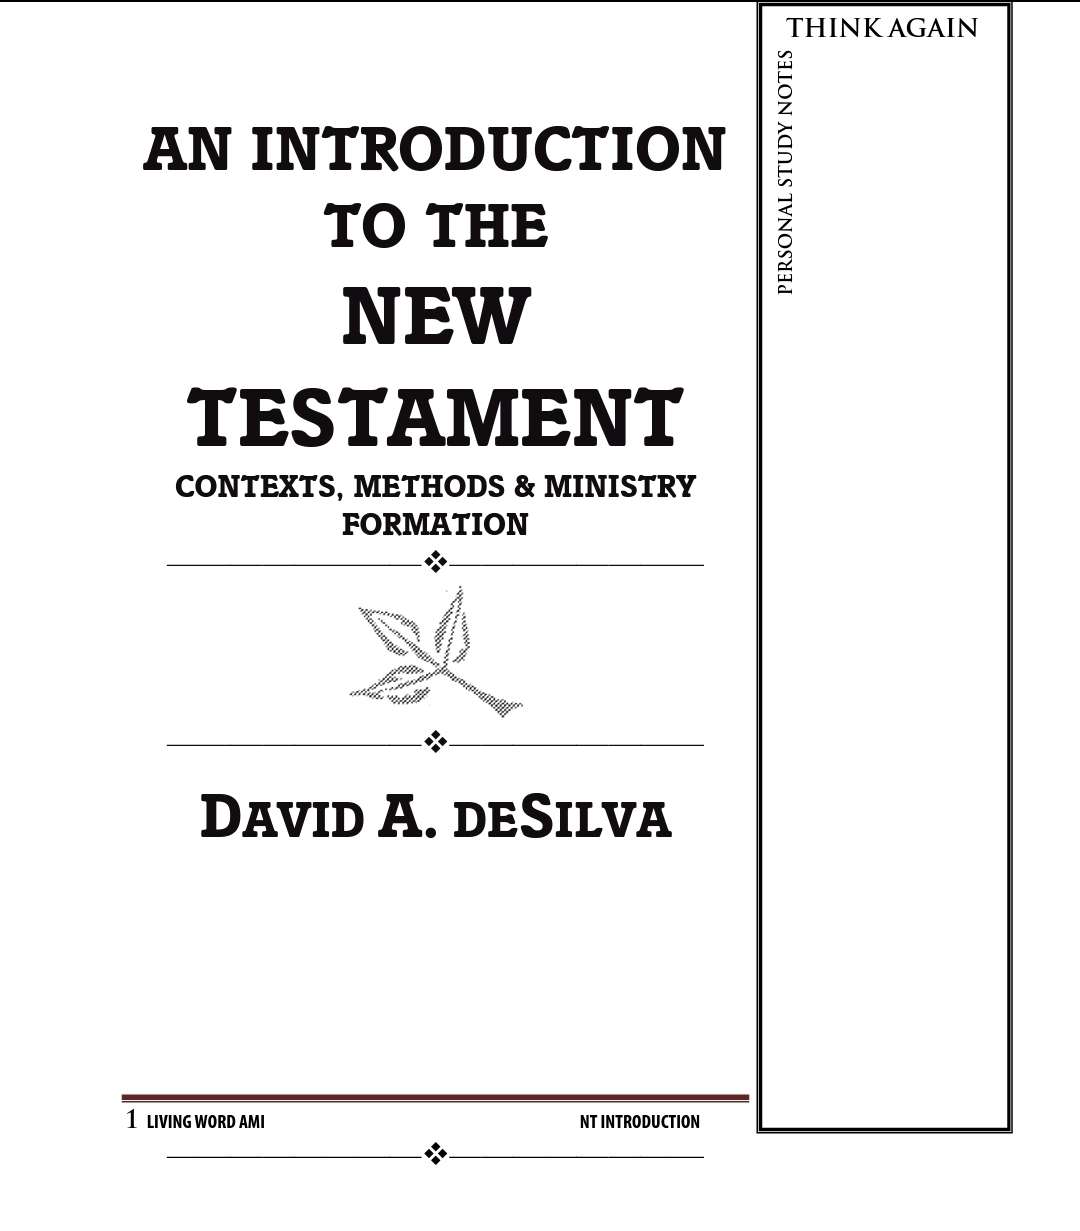 AN INTRODUCTION
TO THE
NEW
TESTAMENT
CONTEXTS, METHODS & MINISTRY
FORMATION
DAVID A. DESILVA
1 LIVING WORD AMI NT INTRODUCTION
THINK AGAIN
PERSONAL STUDY NOTES